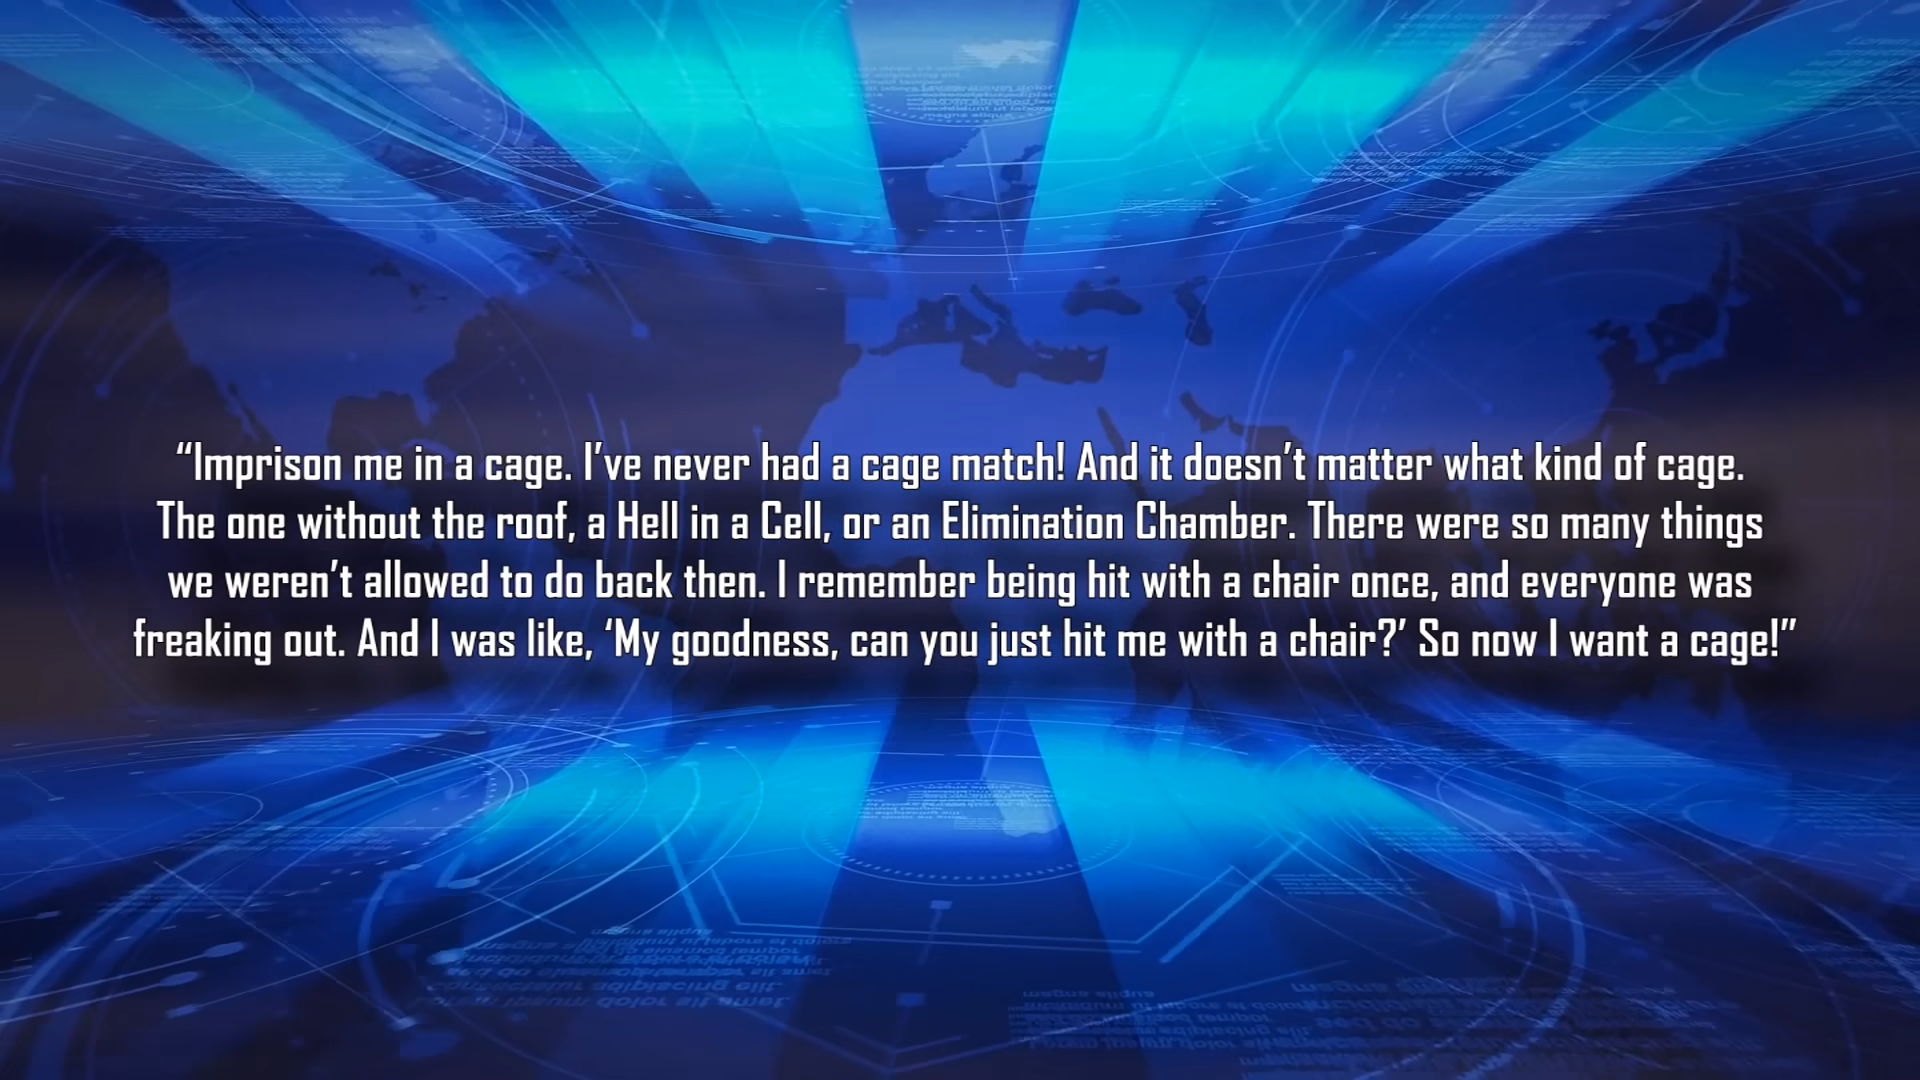 “Imprison me in a cage. I’ve never had a cage match! And it doesn’t matter what kind of cage.
The one without the roof, a Hell in a Cell, or an Elimination Chamber. There were so many things
we weren’t allowed to do back then. I remember being hit with a chair once, and everyone was
freaking out. And I was like, ‘My goodness, can you just hit me with a chair?’ So now I want a cage!”